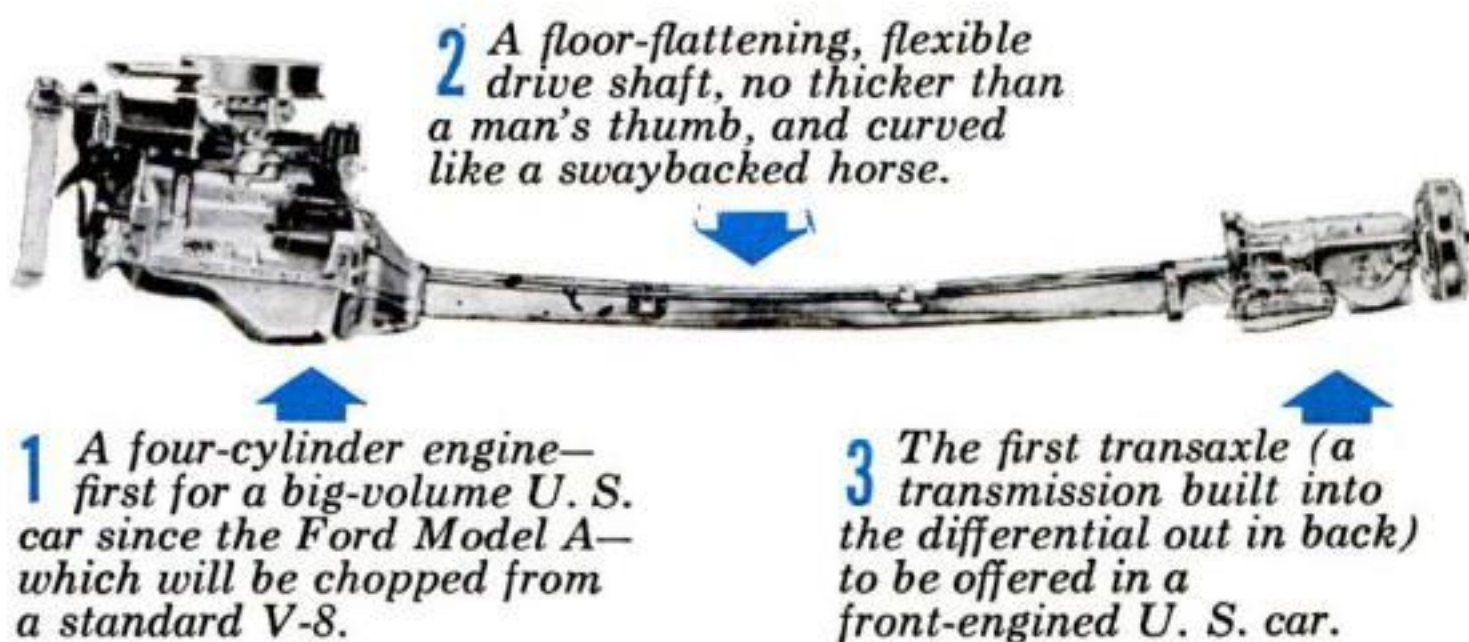 2 A floor-flattening, flexible
drive shaft, no thicker than
a man's thumb, and curved
like a swaybacked horse.
1 A four-cylinder engine—
first for a big-volume U. S.
car since the Ford Model A—
which will be chopped from
a standard V-8.
3 The first transaxle (a
transmission built into
the differential out in back)
to be offered in a
front-engined U. S. car.